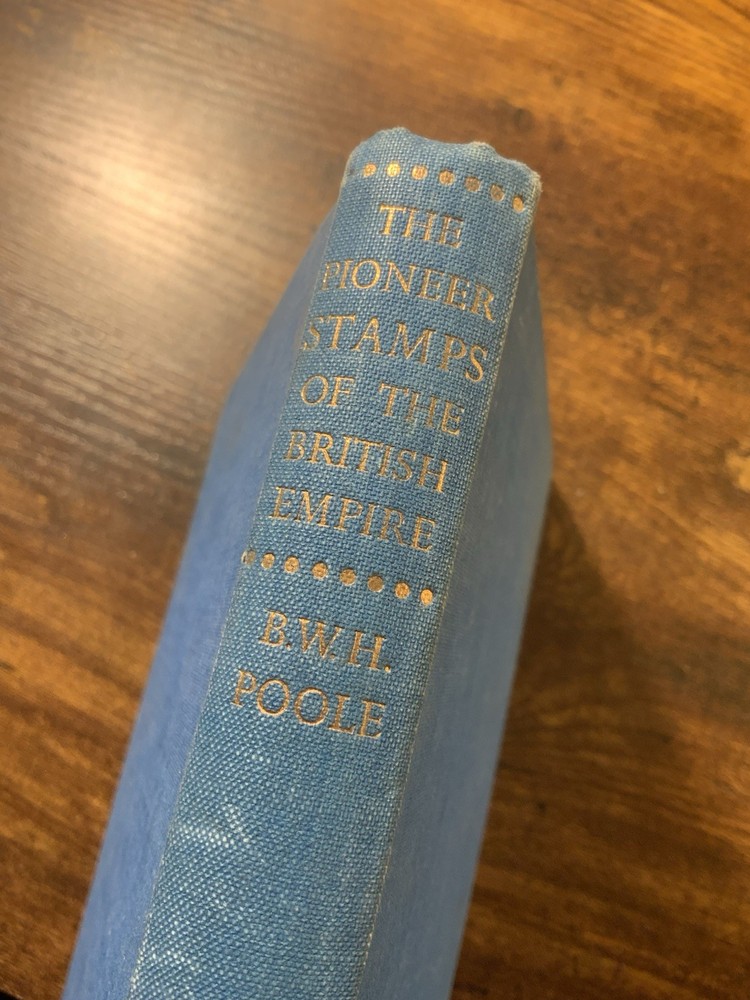 THE
PIONEER
STAMPS
OF THE
BRITISH
EMPIRE
B.W.H.
POOLE